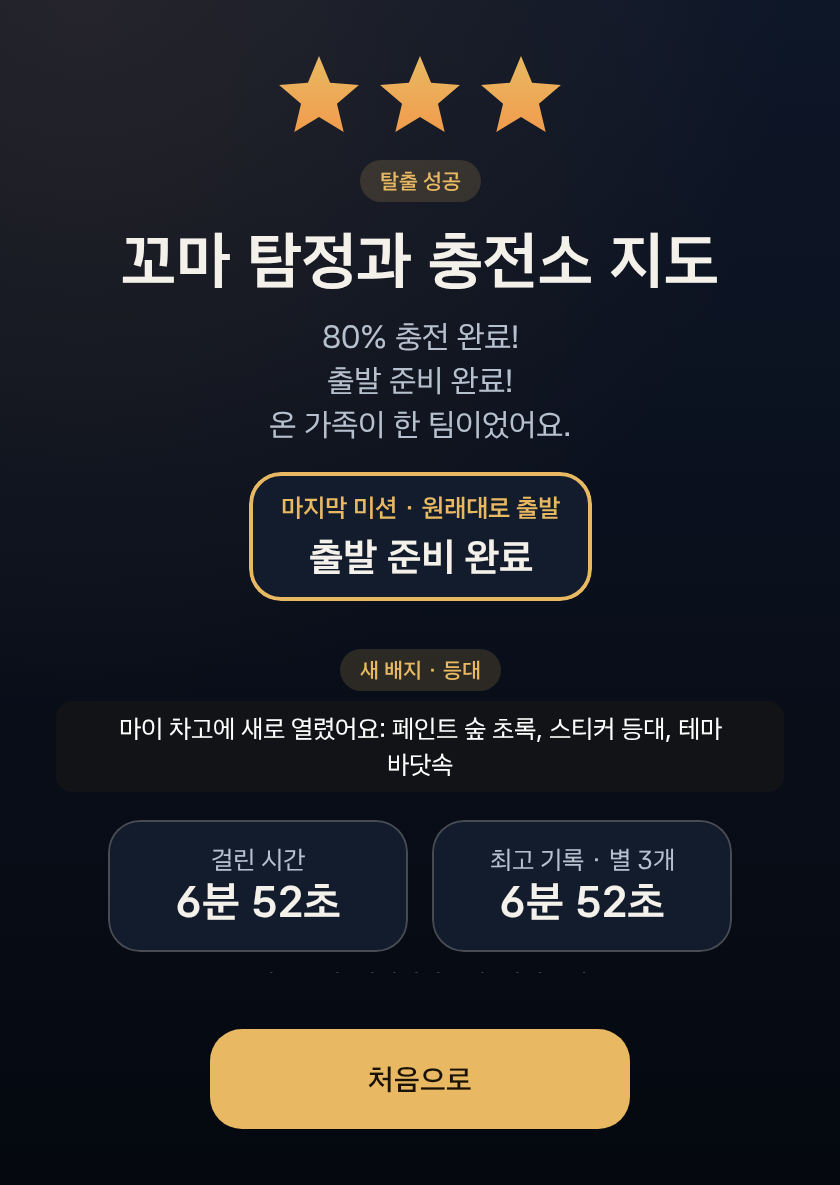 탈출 성공
꼬마 탐정과 충전소 지도
80% 충전 완료!
출발 준비 완료!
온 가족이 한 팀이었어요.
마지막 미션 · 원래대로 출발
출발 준비 완료
새 배지 · 등대
마이 차고에 새로 열렸어요: 페인트 숲 초록, 스티커 등대, 테마
바닷속
걸린 시간
6분 52초
최고 기록 · 별 3개
6분 52초
처음으로